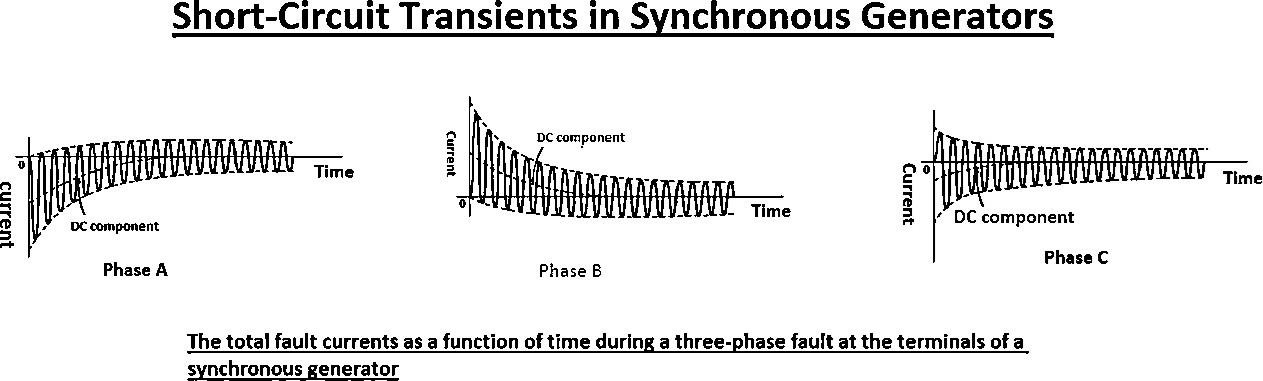 Short-Circuit Transients in Synchronous Generators
0
Time
current
DC component
Phase A
Current
DC component
0
Time
Phase B
0
Time
Current
DC component
Phase C
The total fault currents as a function of time during a three-phase fault at the terminals of a
synchronous generator